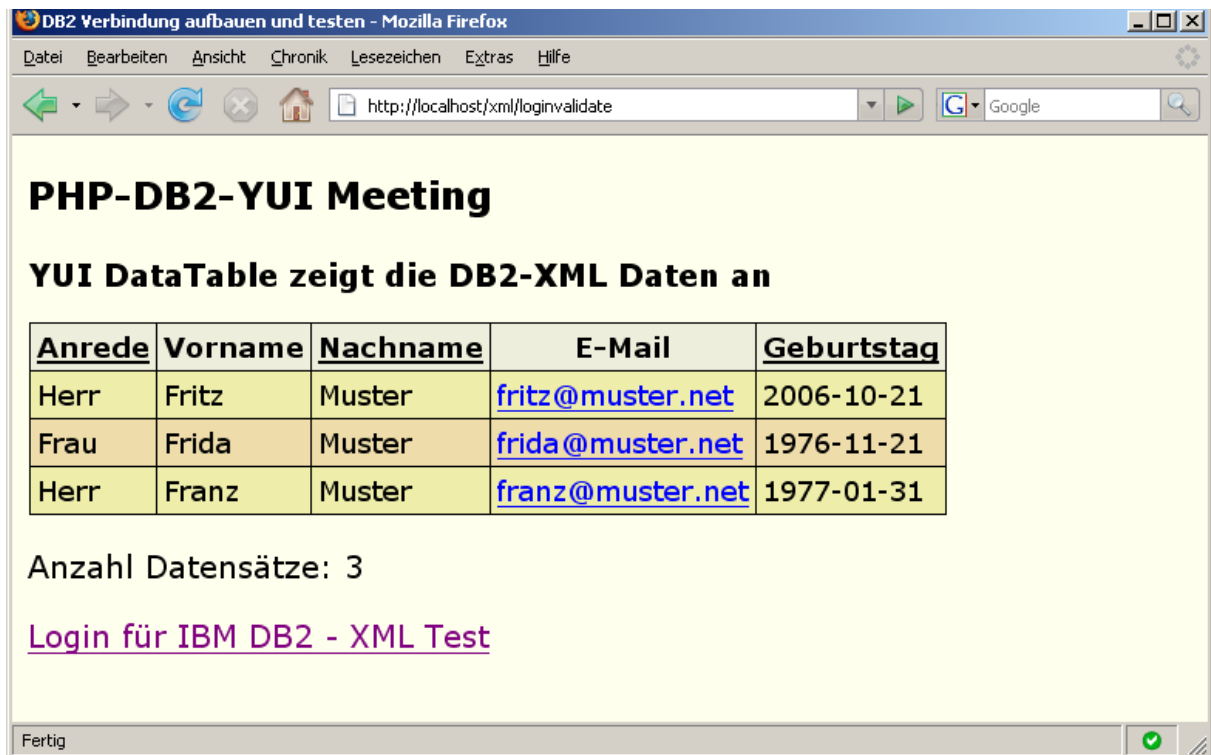 DB2 Verbindung aufbauen und testen - Mozilla Firefox
Datei Bearbeiten Ansicht Chronik Lesezeichen Extras Hilfe
http://localhost/xml/loginvalidate G Google
PHP-DB2-YUI Meeting
YUI DataTable zeigt die DB2-XML Daten an
Anrede Vorname Nachname E-Mail Geburtstag
Herr Fritz Muster fritz@muster.net 2006-10-21
Frau Frida Muster frida@muster.net 1976-11-21
Herr Franz Muster franz@muster.net 1977-01-31
Anzahl Datensätze: 3
Login für IBM DB2 - XML Test
Fertig